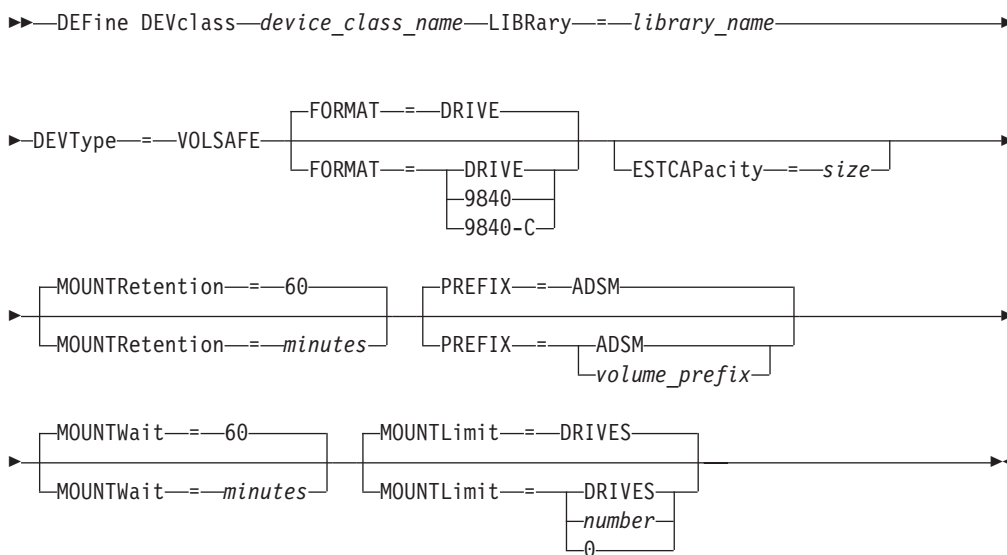 DEFine DEVclass device_class_name LIBRary = library_name
FORMAT = DRIVE
DEVType = VOLSAFE
FORMAT = DRIVE
9840
9840-C
ESTCAPacity = size
MOUNTRetention = 60
MOUNTRetention = minutes
PREFIX = ADSM
PREFIX = ADSM
volume_prefix
MOUNTWait = 60
MOUNTWait = minutes
MOUNTLimit = DRIVES
MOUNTLimit = DRIVES
number
0